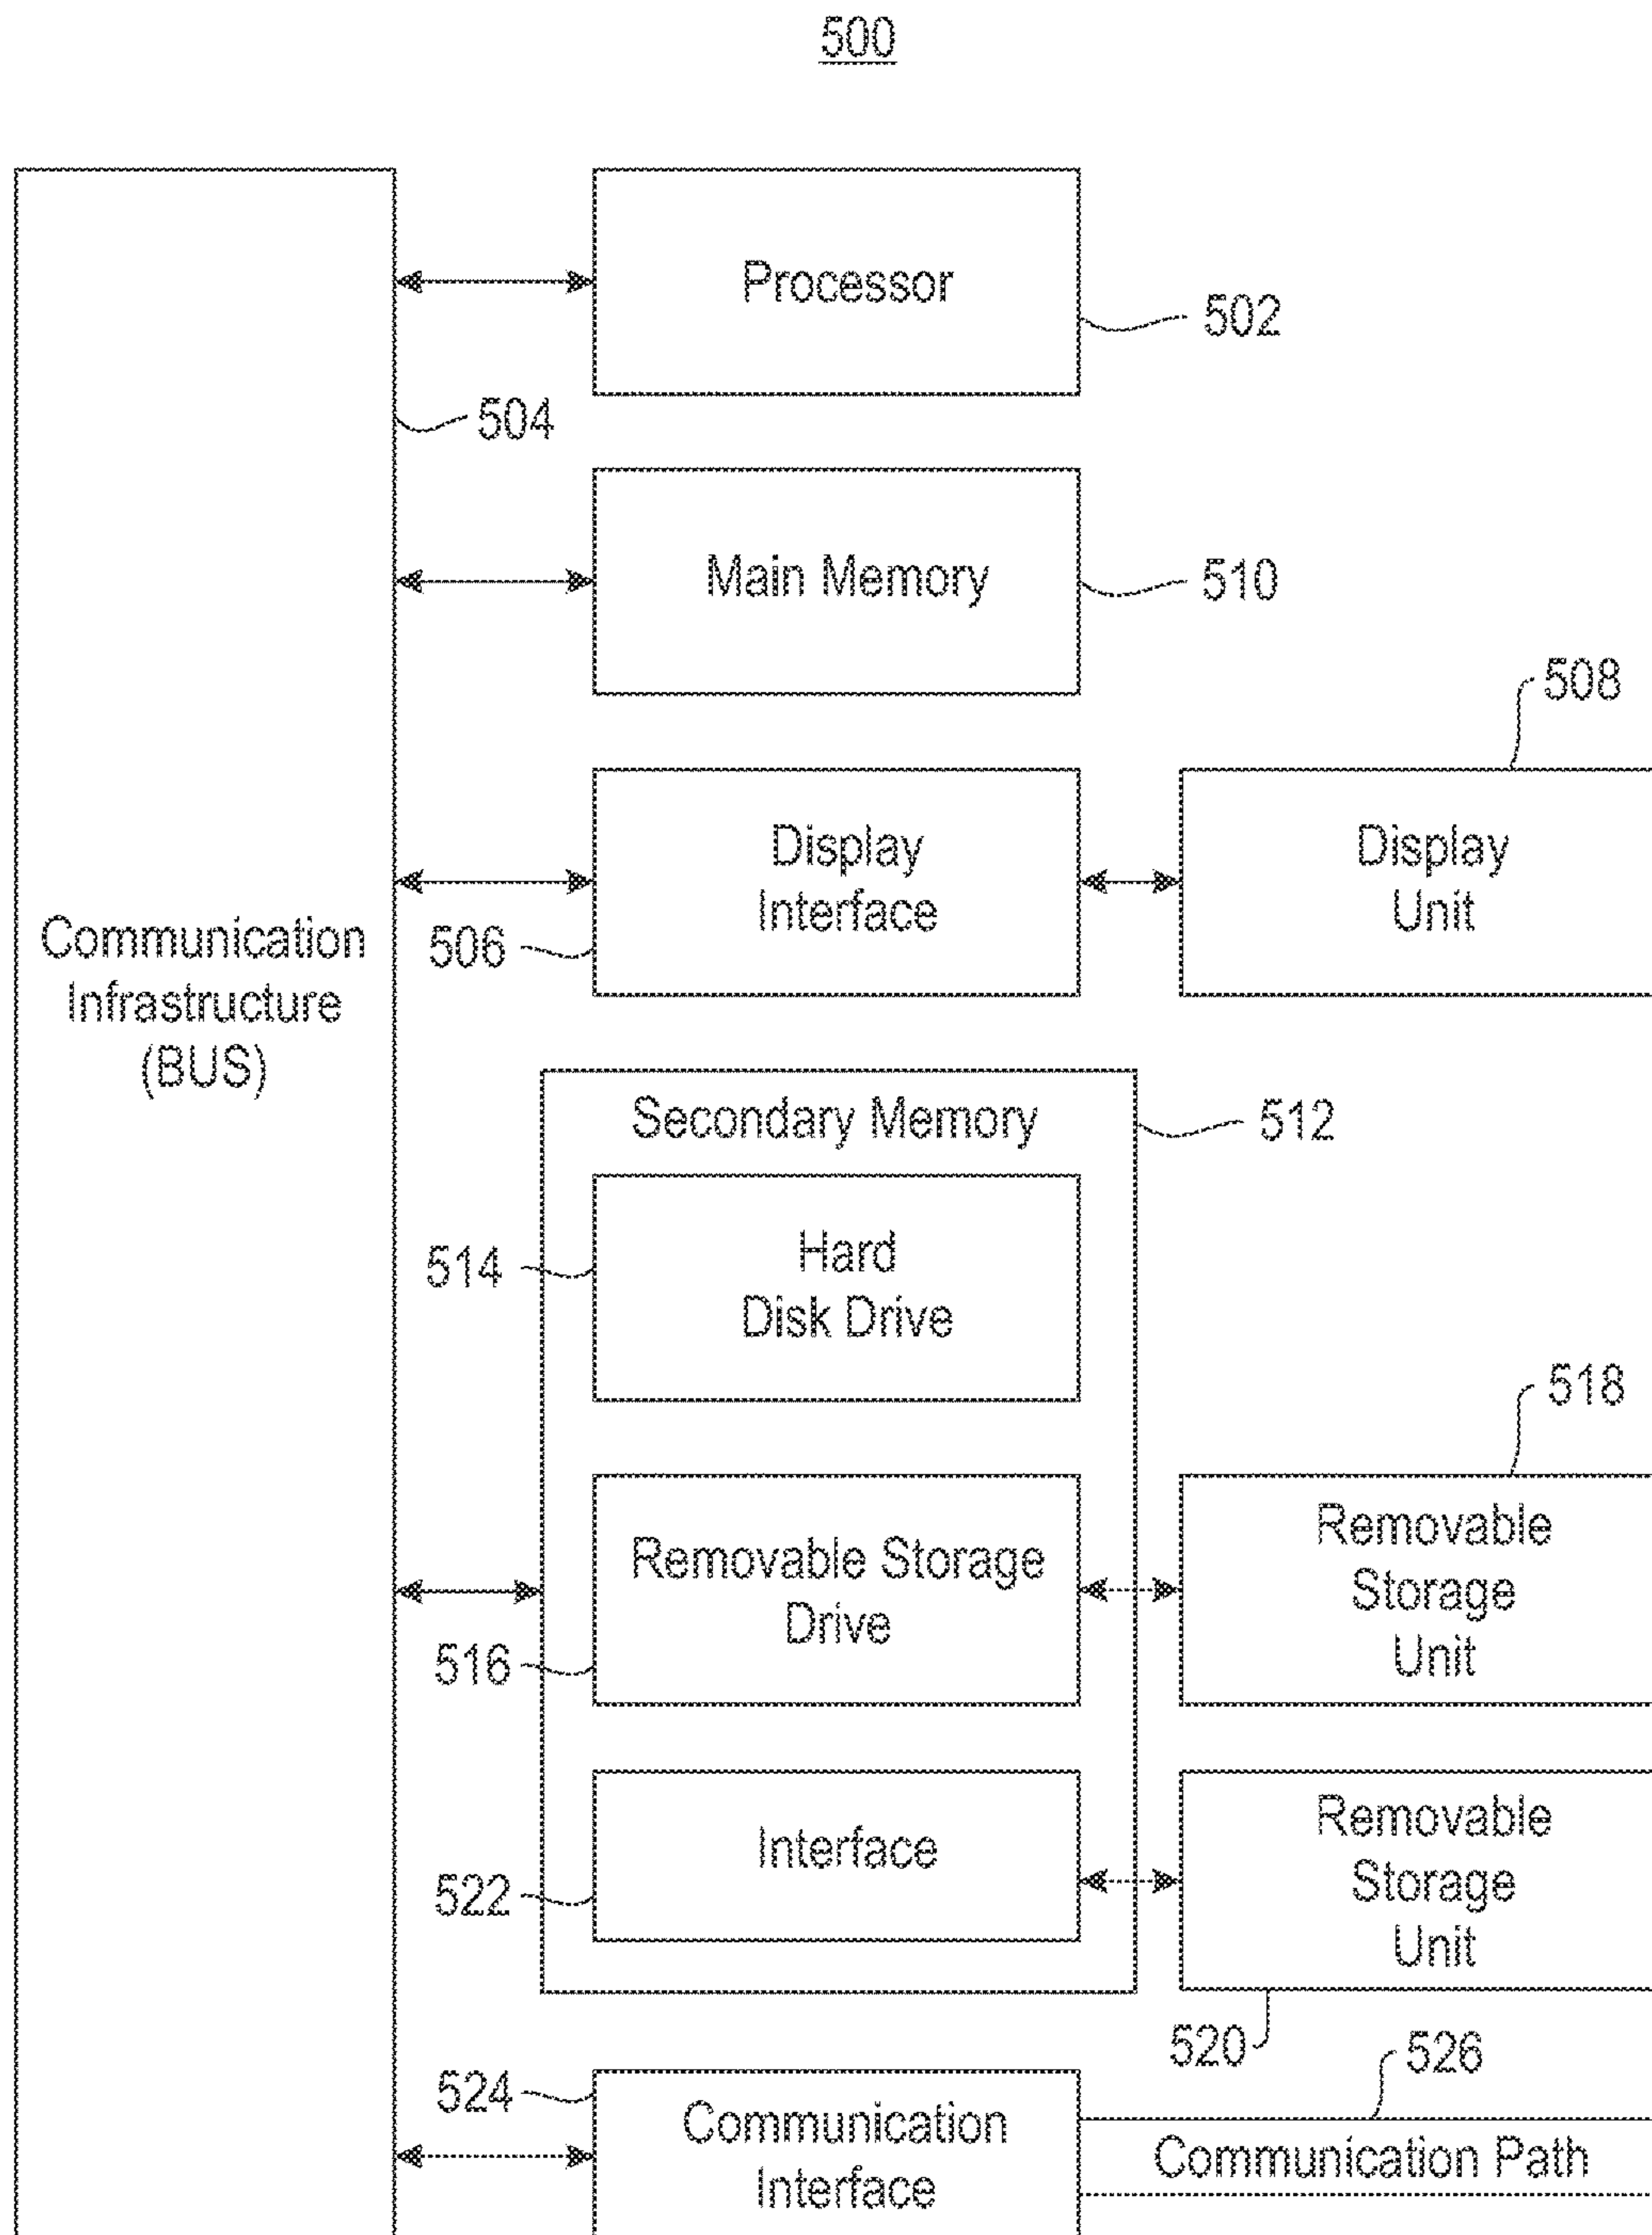 500
Processor
502
504
Main Memory
510
508
Display
Interface
506
Display
Unit
Communication
Infrastructure
(BUS)
Secondary Memory
512
Hard
Disk Drive
514
518
Removable Storage
Drive
516
Removable
Storage
Unit
Interface
522
Removable
Storage
Unit
520
526
524
Communication
Interface
Communication Path